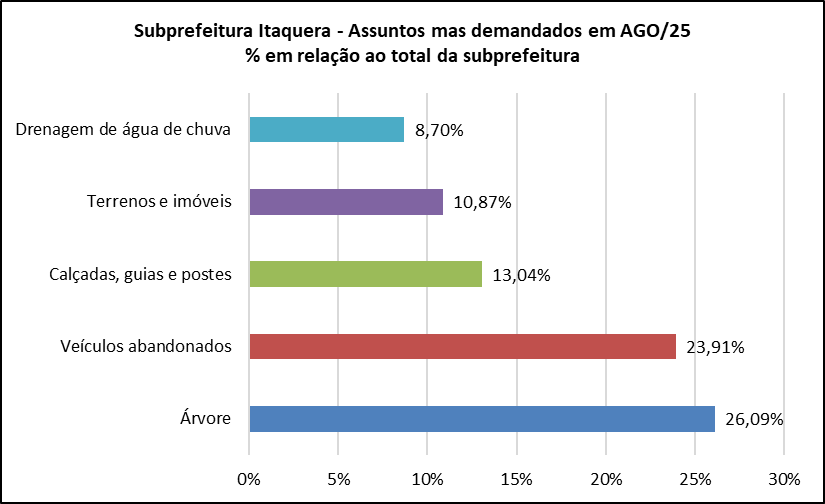 Subprefeitura Itaquera - Assuntos mas demandados em AGO/25
% em relação ao total da subprefeitura
Drenagem de água de chuva 8,70%
Terrenos e imóveis 10,87%
Calçadas, guias e postes 13,04%
Veículos abandonados 23,91%
Árvore 26,09%
0% 5% 10% 15% 20% 25% 30%